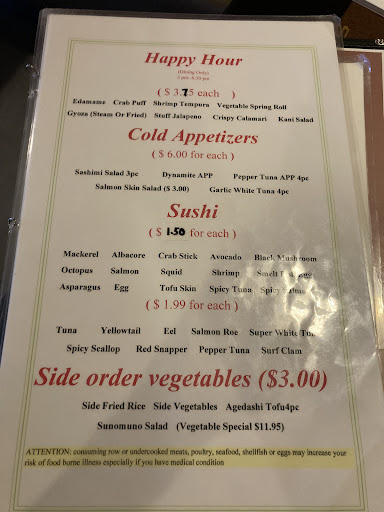 Happy Hour
(Dining Only)
( $ 3.75 each )
Edamame Crab Puff Shrimp Tempura Vegetable Spring Roll
Gyoza (Steam Or Fried) Stuff Jalapeno Crispy Calamari Kani Salad
Cold Appetizers
( $ 6.00 for each )
Sashimi Salad 3pc Dynamite APP Pepper Tuna APP 4pc
Salmon Skin Salad ($ 3.00) Garlic White Tuna 4pc
Sushi
( $ 1.50 for each )
Mackerel Albacore Crab Stick Avocado Black Mushroom
Octopus Salmon Squid Shrimp Smelt
Asparagus Egg Tofu Skin Spicy Tuna Spicy
( $ 1.99 for each )
Tuna Yellowtail Eel Salmon Roe Super White
Spicy Scallop Red Snapper Pepper Tuna Surf Clam
Side order vegetables ($3.00)
Side Fried Rice Side Vegetables Agedashi Tofu4pc
Sunomuno Salad (Vegetable Special $11.95)
ATTENTION: consuming row or undercooked meats, poultry, seafood, shellfish or eggs may increase your
risk of food borne illness especially if you have medical condition